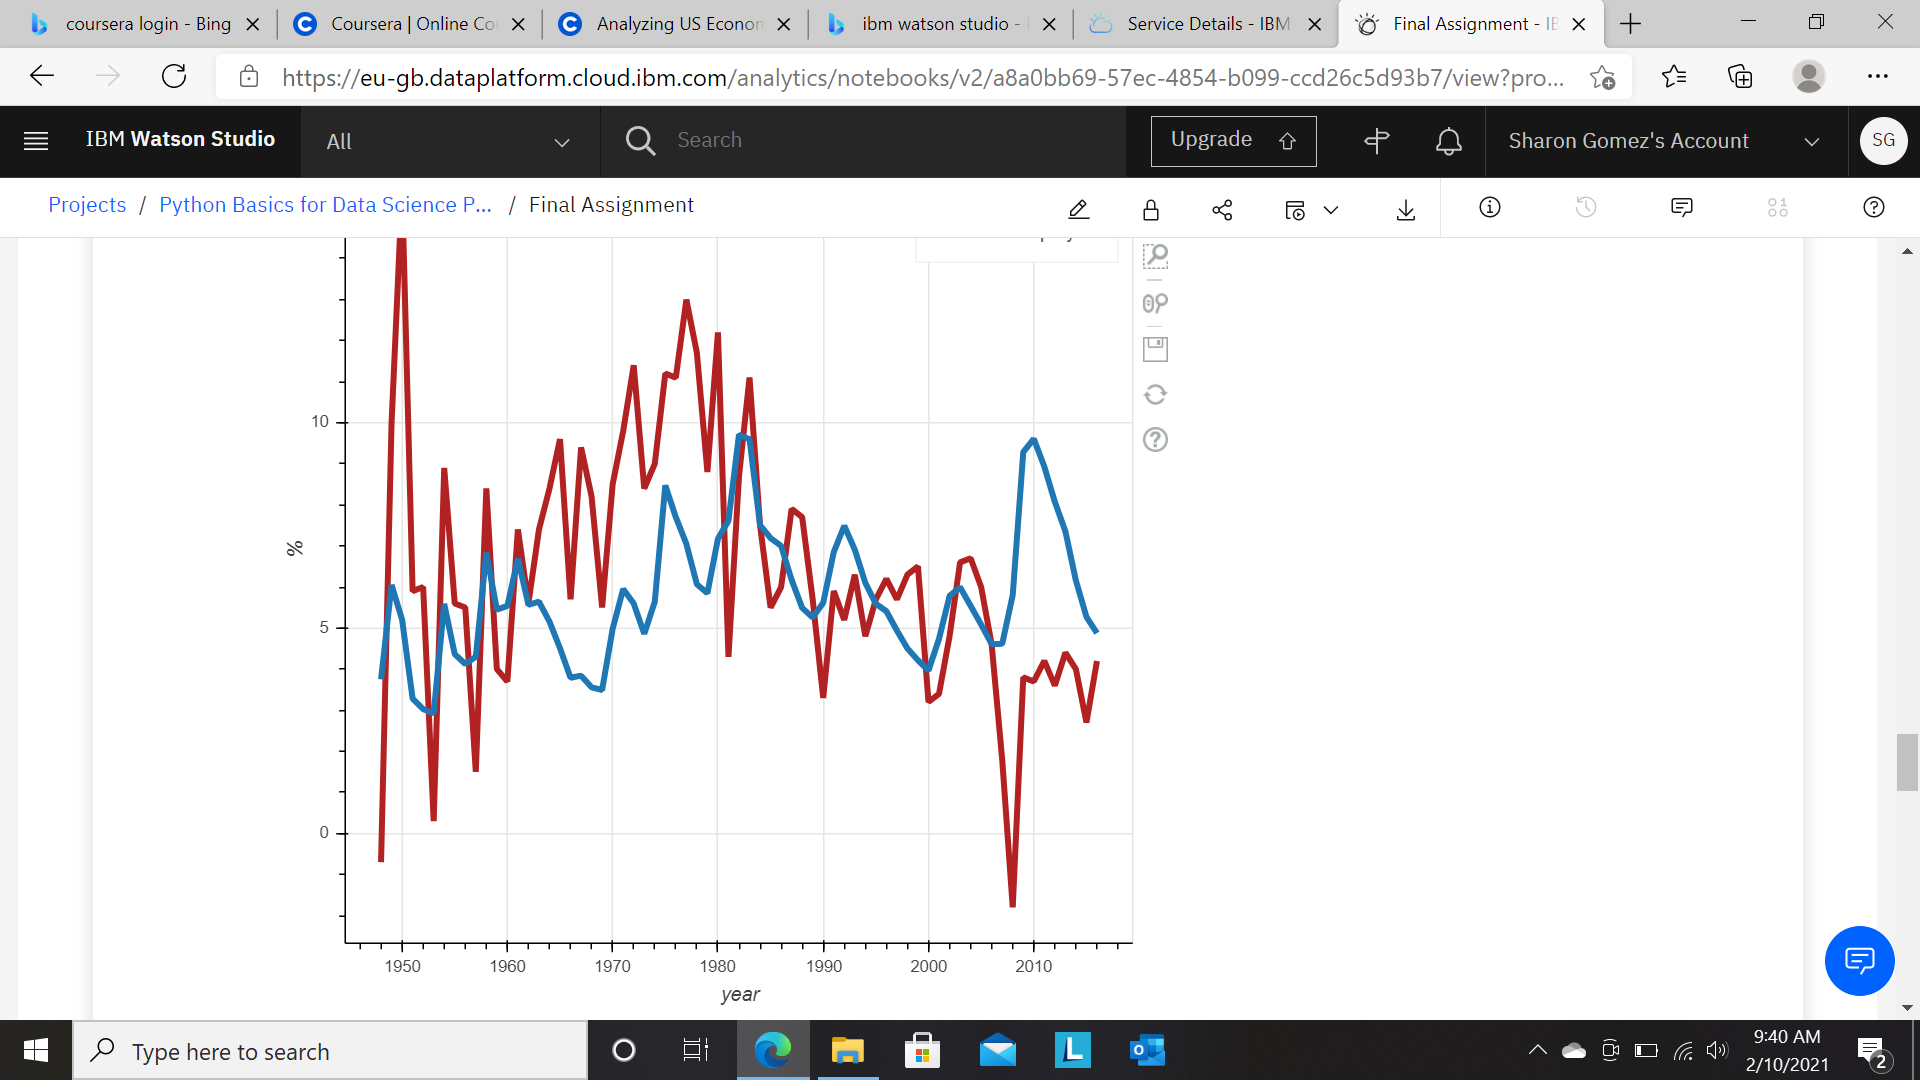 coursera login - Bing
Coursera | Online Co
Analyzing US Econon
ibm watson studio -
Service Details - IBM
Final Assignment - IB
https://eu-gb.dataplatform.cloud.ibm.com/analytics/notebooks/v2/a8a0bb69-57ec-4854-b099-ccd26c5d93b7/view?pro...
IBM Watson Studio
All
Search
Upgrade
Sharon Gomez's Account
SG
Projects / Python Basics for Data Science P... / Final Assignment
10
5
0
%
1950 1960 1970 1980 1990 2000 2010
year
Type here to search
L
9:40 AM
2/10/2021
2